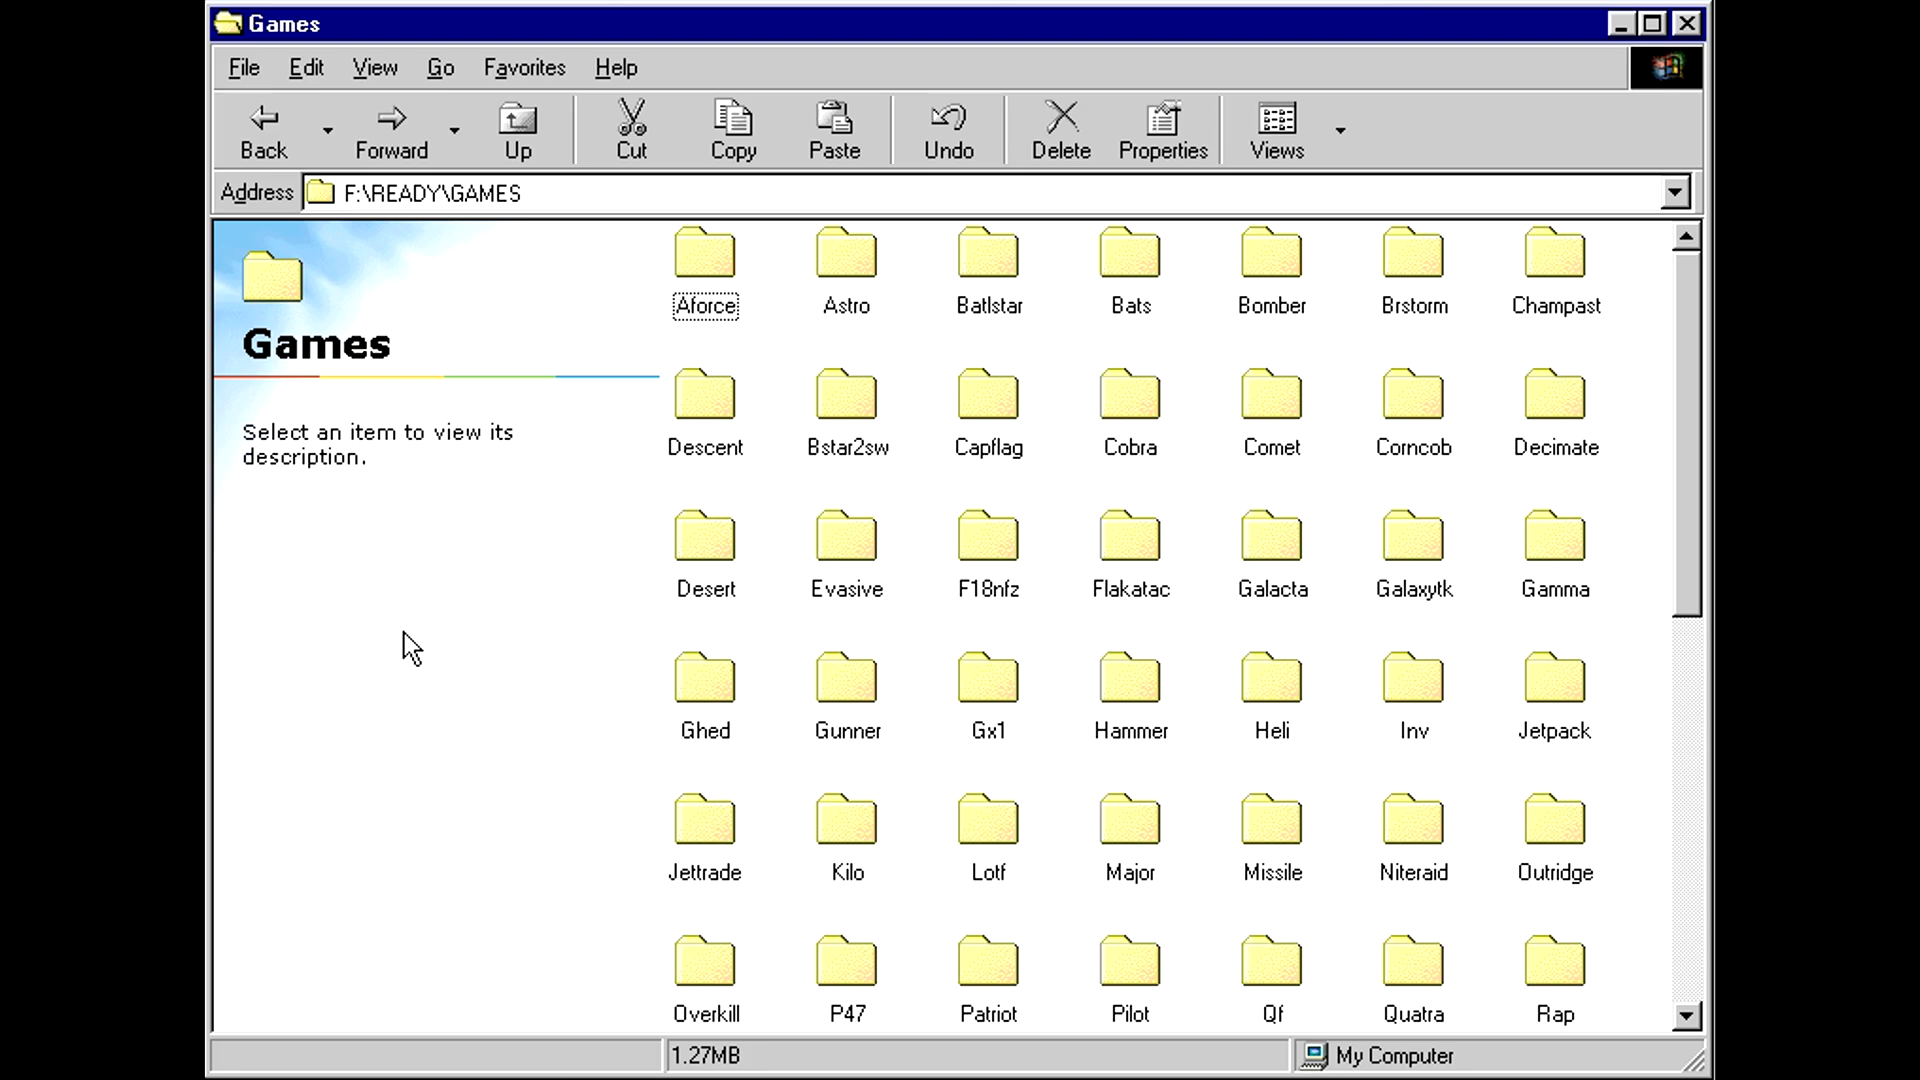 Games
File Edit View Go Favorites Help
Back Forward Up Cut Copy Paste Undo Delete Properties Views
Address F:\READY\GAMES
Games
Select an item to view its
description.
Aforce Astro Batlstar Bats Bomber Brstorm Champast
Descent Bstar2sw Capflag Cobra Comet Corncob Decimate
Desert Evasive F18nfz Flakatac Galacta Galaxytk Gamma
Ghed Gunner Gx1 Hammer Heli Inv Jetpack
Jettrade Kilo Lotf Major Missile Niteraid Outridge
Overkill P47 Patriot Pilot Qf Quatra Rap
1.27MB My Computer